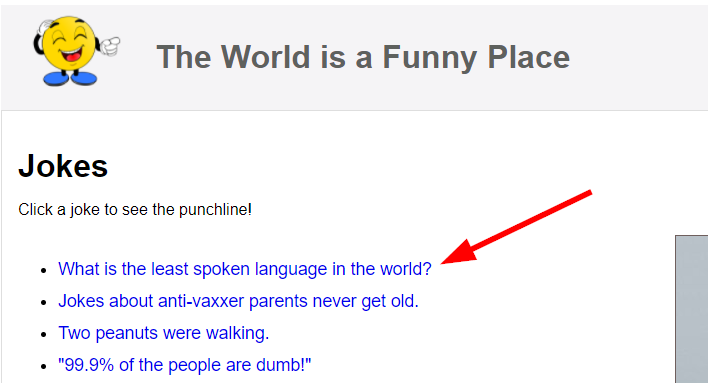 The World is a Funny Place
Jokes
Click a joke to see the punchline!
What is the least spoken language in the world?
Jokes about anti-vaxxer parents never get old.
Two peanuts were walking.
"99.9% of the people are dumb!"